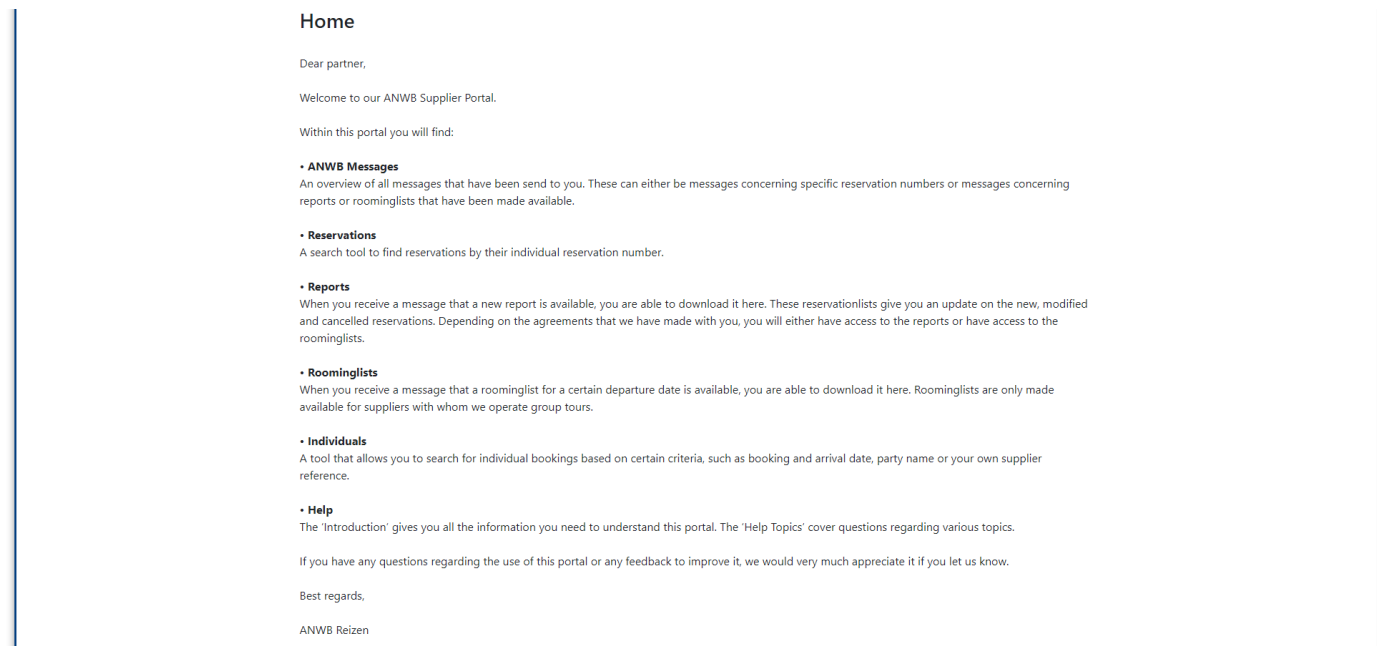 Home
Dear partner,
Welcome to our ANWB Supplier Portal.
Within this portal you will find:
• ANWB Messages
An overview of all messages that have been send to you. These can either be messages concerning specific reservation numbers or messages concerning
reports or roominglists that have been made available.
• Reservations
A search tool to find reservations by their individual reservation number.
• Reports
When you receive a message that a new report is available, you are able to download it here. These reservationlists give you an update on the new, modified
and cancelled reservations. Depending on the agreements that we have made with you, you will either have access to the reports or have access to the
roominglists.
• Roominglists
When you receive a message that a roominglist for a certain departure date is available, you are able to download it here. Roominglists are only made
available for suppliers with whom we operate group tours.
• Individuals
A tool that allows you to search for individual bookings based on certain criteria, such as booking and arrival date, party name or your own supplier
reference.
• Help
The 'Introduction' gives you all the information you need to understand this portal. The 'Help Topics' cover questions regarding various topics.
If you have any questions regarding the use of this portal or any feedback to improve it, we would very much appreciate it if you let us know.
Best regards,
ANWB Reizen